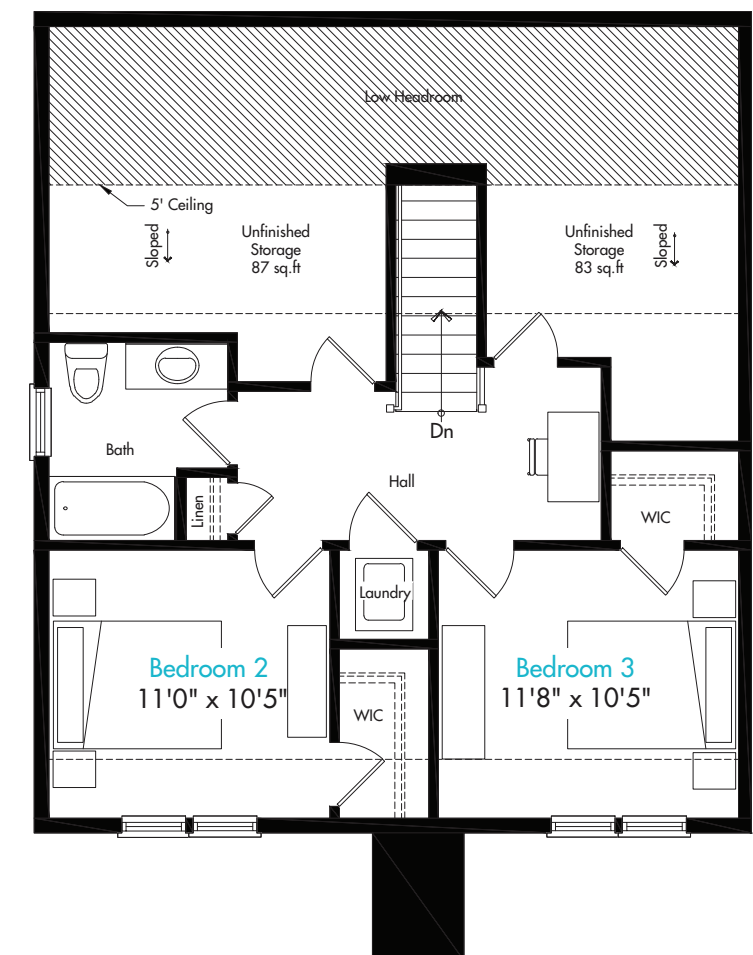 Low Headroom
5' Ceiling
Sloped
Unfinished
Storage
87 sq.ft
Unfinished
Storage
83 sq.ft
Sloped
Bath
Dn
Hall
Linen
WIC
Laundry
Bedroom 2
11'0" x 10'5"
WIC
Bedroom 3
11'8" x 10'5"